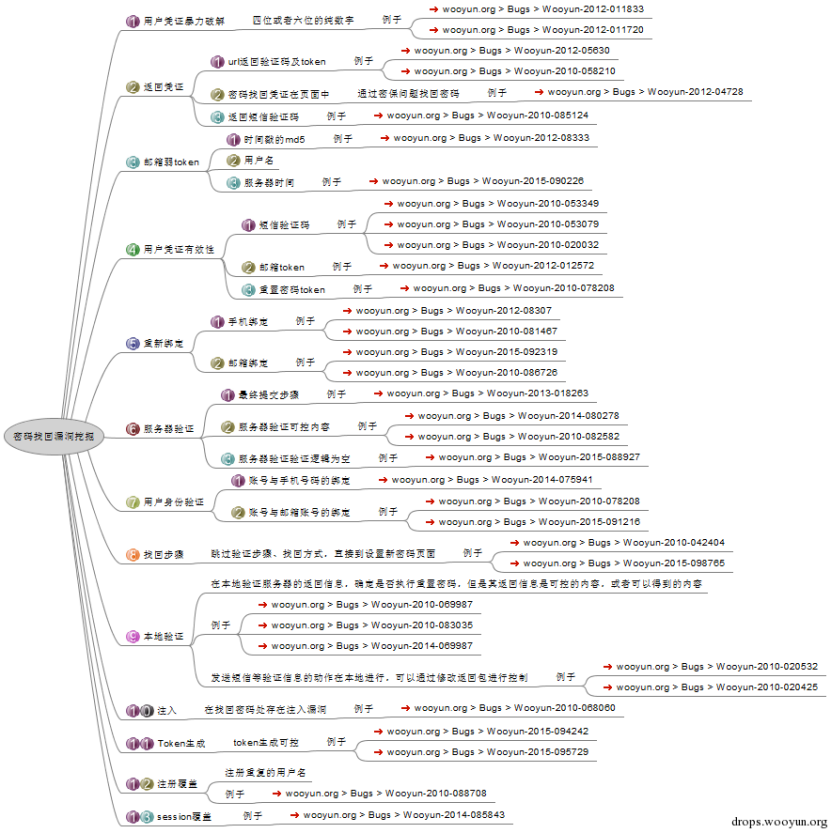 密码找回漏洞挖掘
1 用户凭证暴力破解
四位或者六位的纯数字
例子
wooyun.org > Bugs > Wooyun-2012-011833
wooyun.org > Bugs > Wooyun-2012-011720
2 返回凭证
1 url返回验证码及token
例子
wooyun.org > Bugs > Wooyun-2012-05630
wooyun.org > Bugs > Wooyun-2010-058210
2 密码找回凭证在页面中
通过密保问题找回密码
例子
wooyun.org > Bugs > Wooyun-2012-04728
3 返回短信验证码
例子
wooyun.org > Bugs > Wooyun-2010-085124
3 邮箱弱token
1 时间戳的md5
例子
wooyun.org > Bugs > Wooyun-2012-08333
2 用户名
3 服务器时间
例子
wooyun.org > Bugs > Wooyun-2015-090226
4 用户凭证有效性
1 短信验证码
例子
wooyun.org > Bugs > Wooyun-2010-053349
wooyun.org > Bugs > Wooyun-2010-053079
wooyun.org > Bugs > Wooyun-2010-020032
2 邮箱token
例子
wooyun.org > Bugs > Wooyun-2012-012572
3 重置密码token
例子
wooyun.org > Bugs > Wooyun-2010-078208
5 重新绑定
1 手机绑定
例子
wooyun.org > Bugs > Wooyun-2012-08307
wooyun.org > Bugs > Wooyun-2010-081467
2 邮箱绑定
例子
wooyun.org > Bugs > Wooyun-2015-092319
wooyun.org > Bugs > Wooyun-2010-086726
6 服务器验证
1 最终提交步骤
例子
wooyun.org > Bugs > Wooyun-2013-018263
2 服务器验证可控内容
例子
wooyun.org > Bugs > Wooyun-2014-080278
wooyun.org > Bugs > Wooyun-2010-082582
3 服务器验证验证逻辑为空
例子
wooyun.org > Bugs > Wooyun-2015-088927
7 用户身份验证
1 账号与手机号码的绑定
wooyun.org > Bugs > Wooyun-2014-075941
2 账号与邮箱账号的绑定
例子
wooyun.org > Bugs > Wooyun-2010-078208
wooyun.org > Bugs > Wooyun-2015-091216
8 找回步骤
跳过验证步骤、找回方式，直接到设置新密码页面
例子
wooyun.org > Bugs > Wooyun-2010-042404
wooyun.org > Bugs > Wooyun-2015-098765
9 本地验证
在本地验证服务器的返回信息，确定是否执行重置密码，但是其返回信息是可控的内容，或者可以得到的内容
例子
wooyun.org > Bugs > Wooyun-2010-069987
wooyun.org > Bugs > Wooyun-2010-083035
wooyun.org > Bugs > Wooyun-2014-069987
发送短信等验证信息的动作在本地进行，可以通过修改返回包进行控制
例子
wooyun.org > Bugs > Wooyun-2010-020532
wooyun.org > Bugs > Wooyun-2010-020425
10 注入
在找回密码处存在注入漏洞
例子
wooyun.org > Bugs > Wooyun-2010-068060
11 Token生成
token生成可控
例子
wooyun.org > Bugs > Wooyun-2015-094242
wooyun.org > Bugs > Wooyun-2015-095729
12 注册覆盖
注册重复的用户名
例子
wooyun.org > Bugs > Wooyun-2010-088708
13 session覆盖
例子
wooyun.org > Bugs > Wooyun-2014-085843
drops.wooyun.org